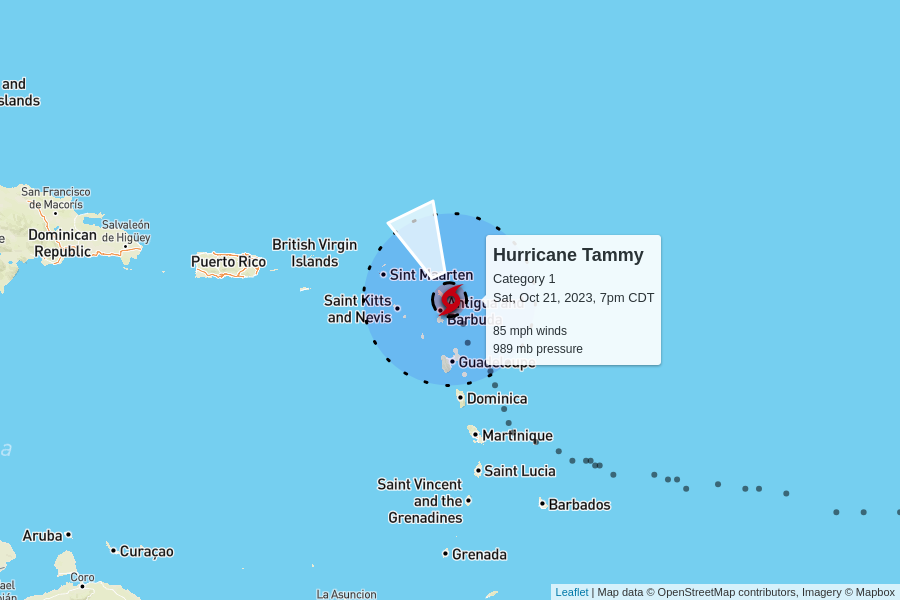 and
slands
San Francisco
de Macorís
Salvaleón
de Higüey
Dominican
Republic
Puerto Rico
British Virgin
Islands
Sint Maarten
Saint Kitts
and Nevis
Barbuda
Guadeloupe
Hurricane Tammy
Category 1
Sat, Oct 21, 2023, 7pm CDT
85 mph winds
989 mb pressure
Dominica
Martinique
Saint Lucia
Saint Vincent
and the
Grenadines
Barbados
Grenada
Aruba
Curaçao
Coro
La Asuncion
a
e
ael
Leaflet | Map data © OpenStreetMap contributors, Imagery © Mapbox